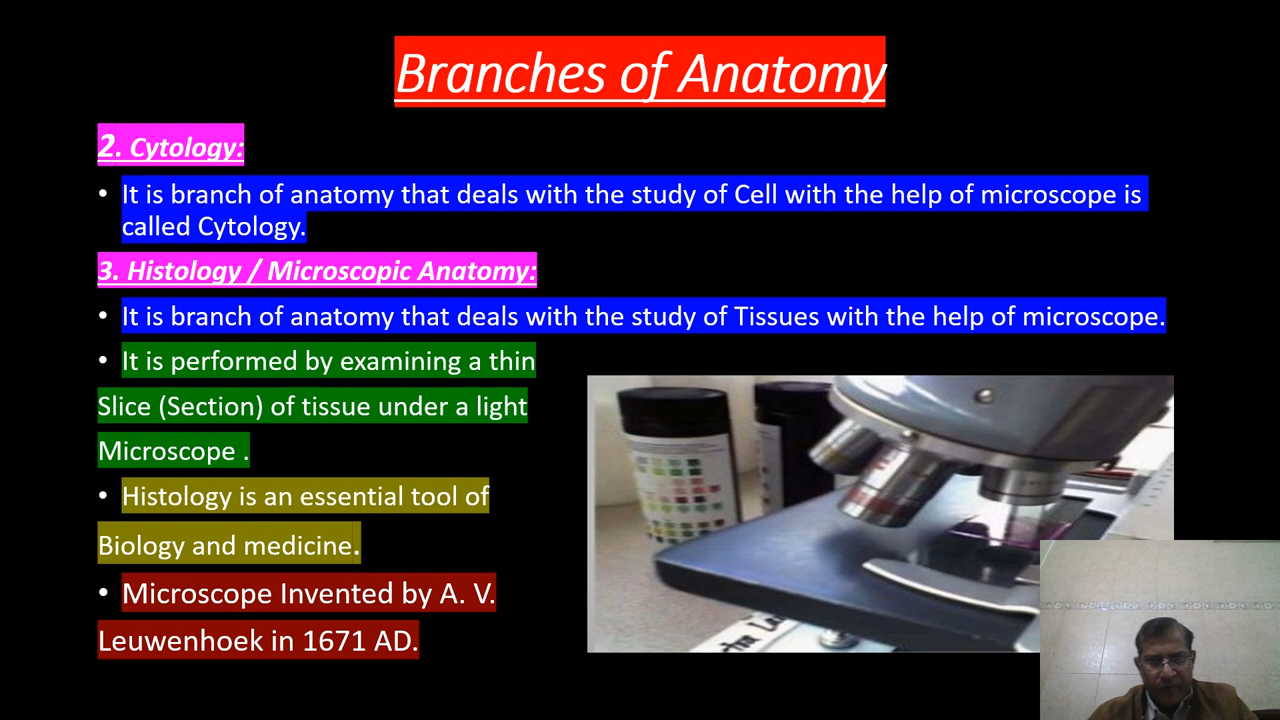 Branches of Anatomy
2. Cytology:
• It is branch of anatomy that deals with the study of Cell with the help of microscope is
called Cytology.
3. Histology / Microscopic Anatomy:
• It is branch of anatomy that deals with the study of Tissues with the help of microscope.
• It is performed by examining a thin
Slice (Section) of tissue under a light
Microscope .
• Histology is an essential tool of
Biology and medicine.
• Microscope Invented by A. V.
Leuwenhoek in 1671 AD.